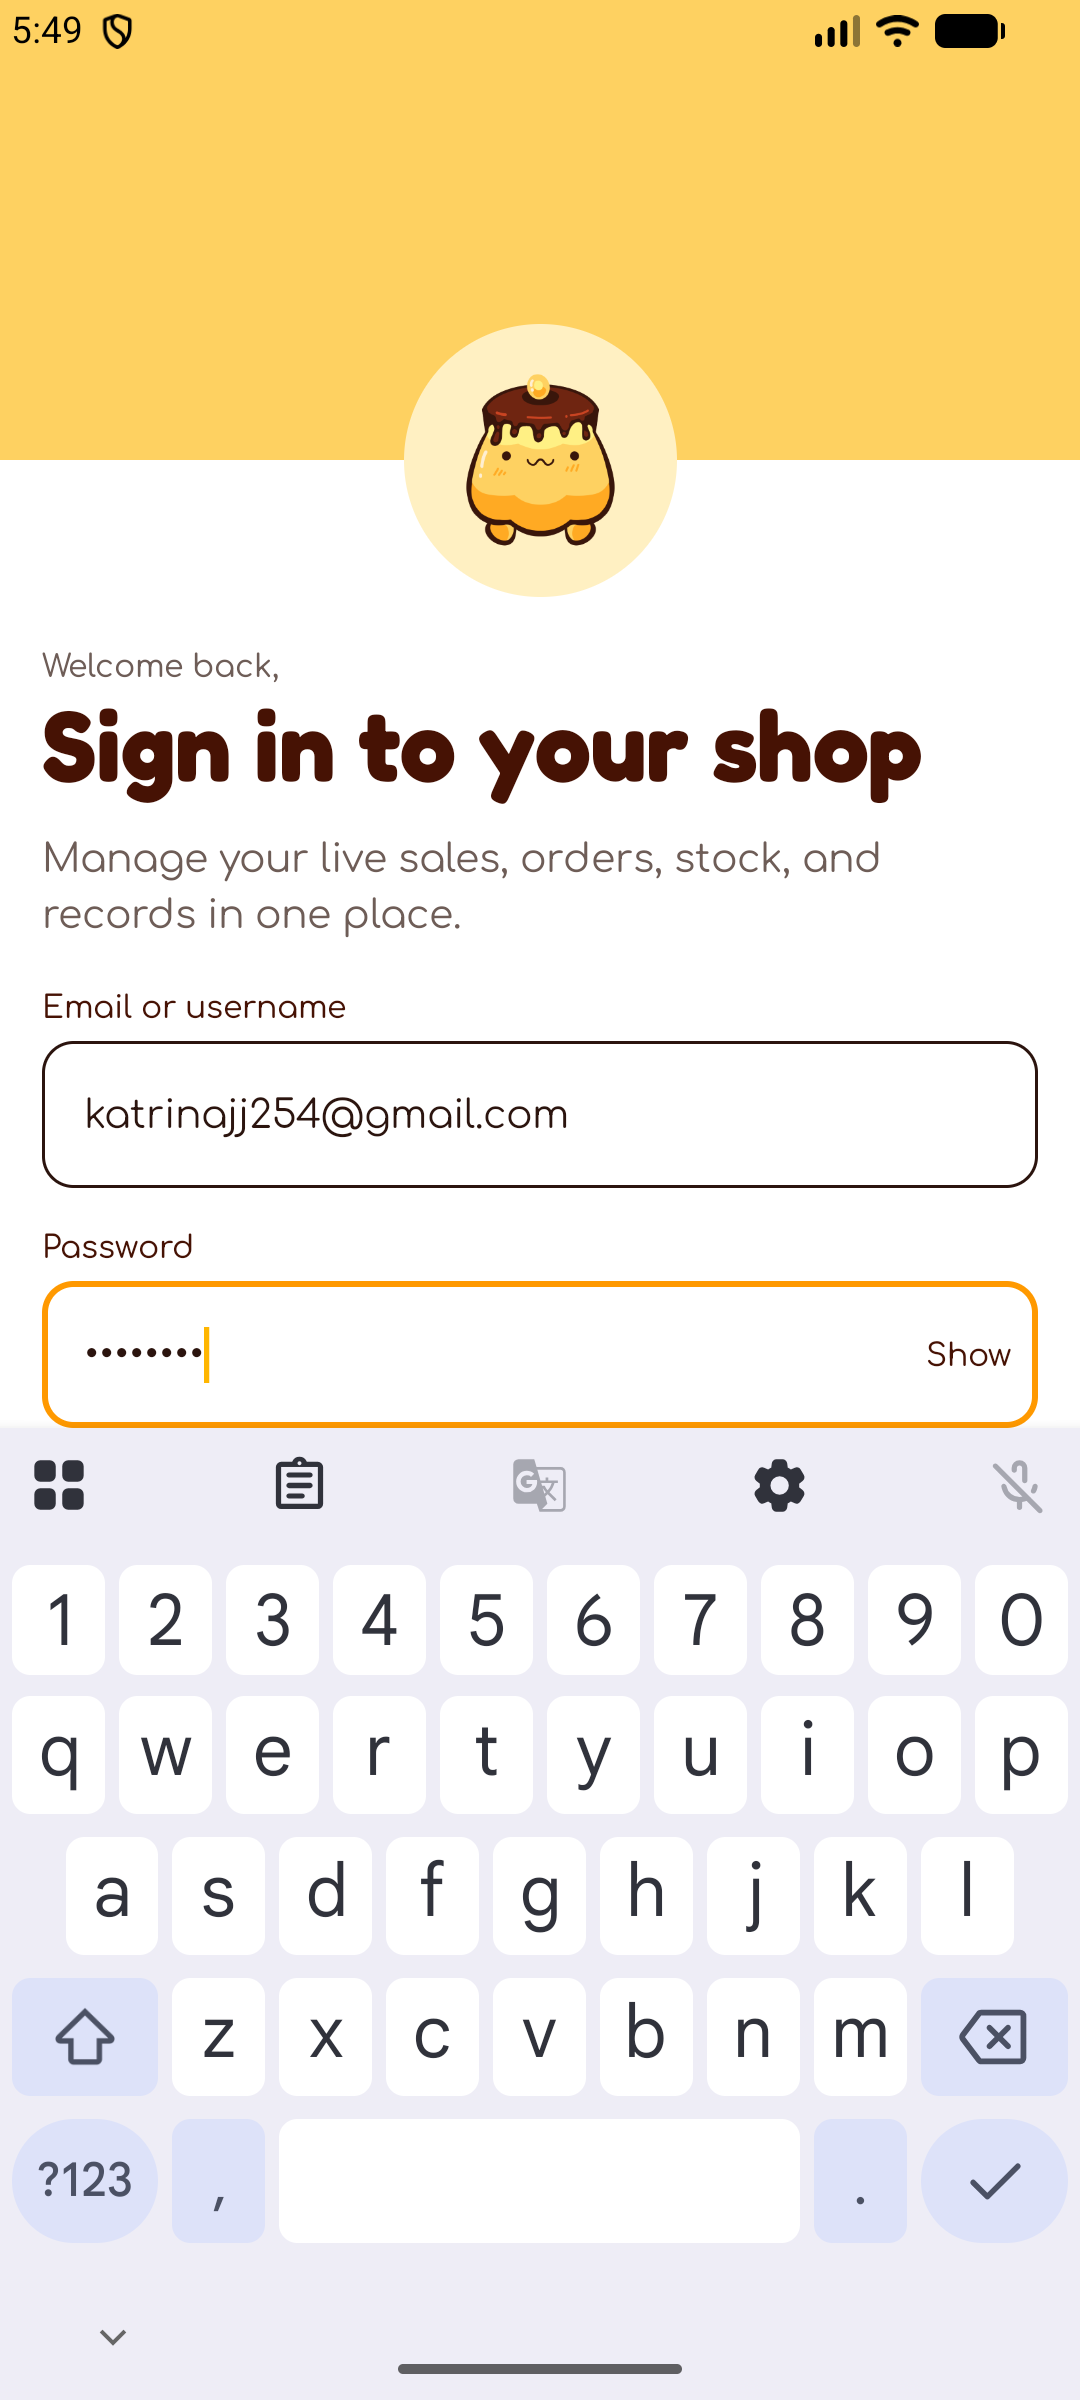 5:49
Welcome back,
Sign in to your shop
Manage your live sales, orders, stock, and
records in one place.
Email or username
katrinajj254@gmail.com
Password
•••••••• Show
1 2 3 4 5 6 7 8 9 0
q w e r t y u i o p
a s d f g h j k l
z x c v b n m
?123 , .